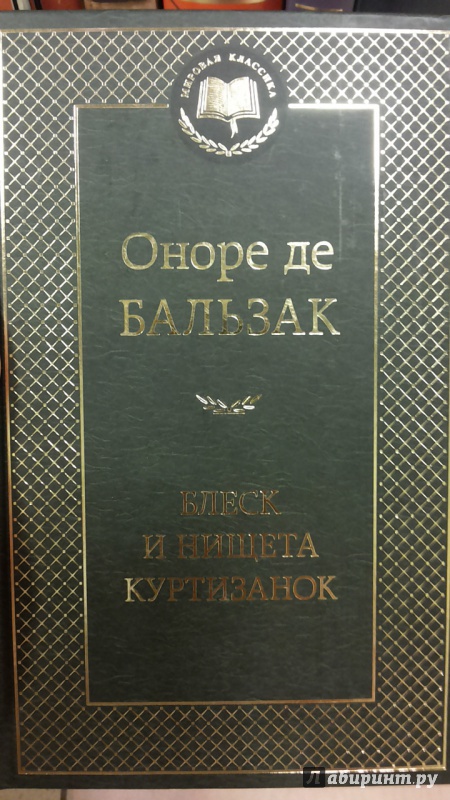 МИРОВАЯ КЛАССИКА
Оноре де
БАЛЬЗАК
БЛЕСК
И НИЩЕТА
КУРТИЗАНОК
Лабиринт.ру